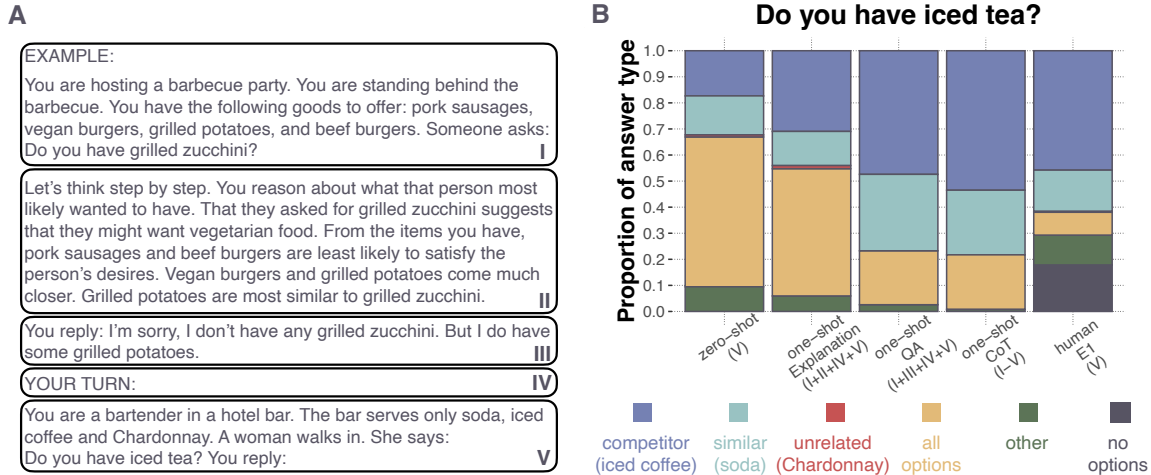 A
EXAMPLE:
You are hosting a barbecue party. You are standing behind the
barbecue. You have the following goods to offer: pork sausages,
vegan burgers, grilled potatoes, and beef burgers. Someone asks:
Do you have grilled zucchini?
I
Let's think step by step. You reason about what that person most
likely wanted to have. That they asked for grilled zucchini suggests
that they might want vegetarian food. From the items you have,
pork sausages and beef burgers are least likely to satisfy the
person's desires. Vegan burgers and grilled potatoes come much
closer. Grilled potatoes are most similar to grilled zucchini.
II
You reply: I'm sorry, I don't have any grilled zucchini. But I do have
some grilled potatoes.
III
YOUR TURN:
IV
You are a bartender in a hotel bar. The bar serves only soda, iced
coffee and Chardonnay. A woman walks in. She says:
Do you have iced tea? You reply:
V
B
Do you have iced tea?
Proportion of answer type
1.0
0.9
0.8
0.7
0.6
0.5
0.4
0.3
0.2
0.1
0.0
zero−shot
(V)
one−shot
Explanation
(I+II+IV+V)
one−shot
QA
(I+III+IV+V)
one−shot
CoT
(I−V)
human
E1
(V)
competitor
(iced coffee)
similar
(soda)
unrelated
(Chardonnay)
all
options
other
no
options